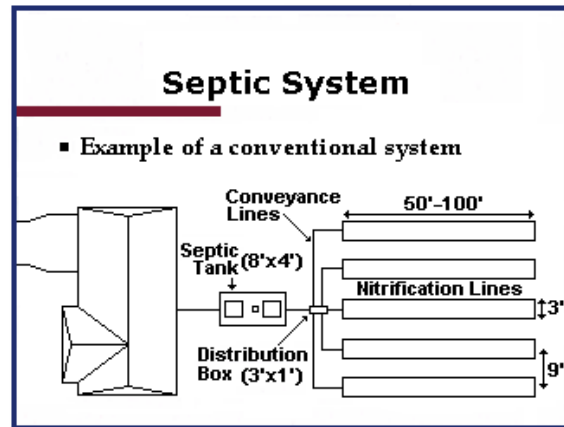 Septic System
▪ Example of a conventional system
Conveyance
Lines
50'-100'
Septic
Tank (8'x4')
Nitrification Lines
3'
Distribution
Box (3'x1')
9'